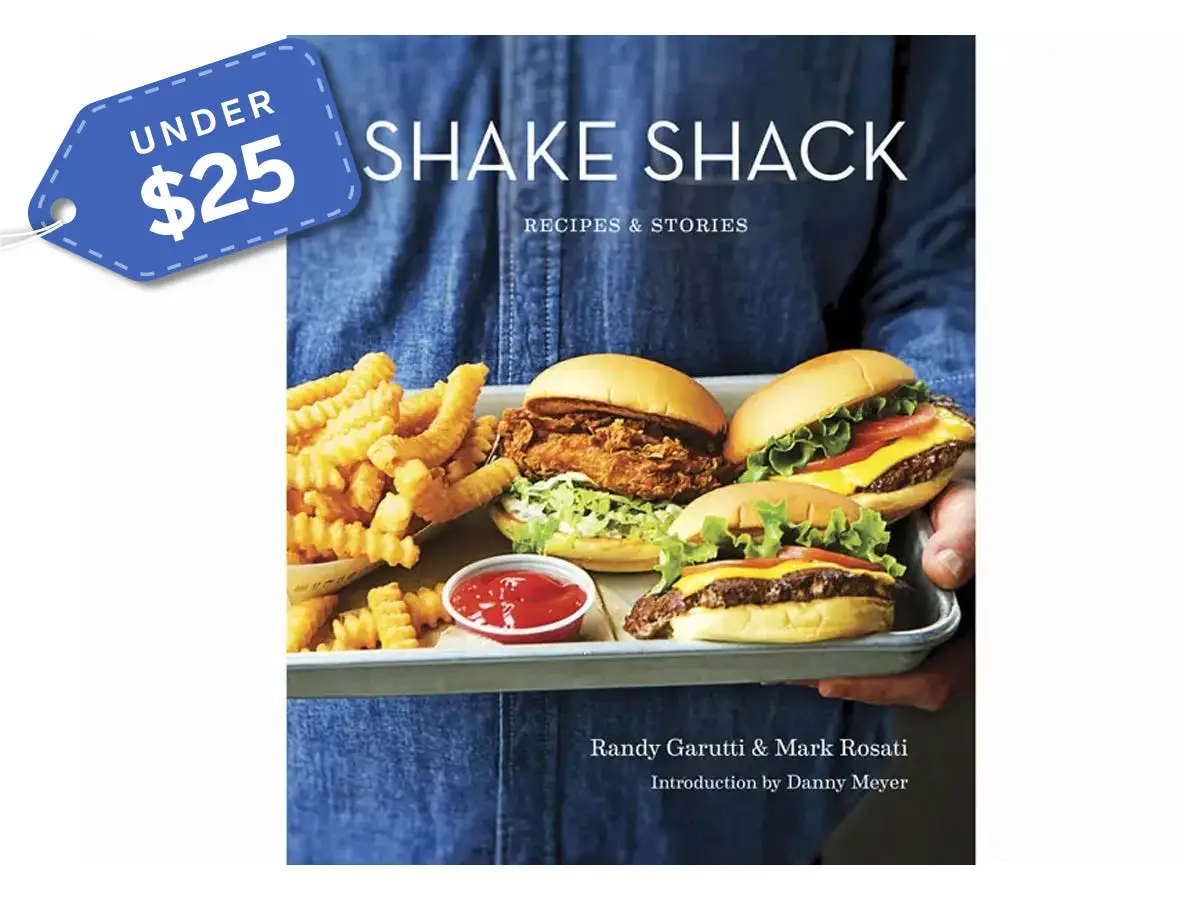 UNDER
$25
SHAKE SHACK
RECIPES & STORIES
Randy Garutti & Mark Rosati
Introduction by Danny Meyer